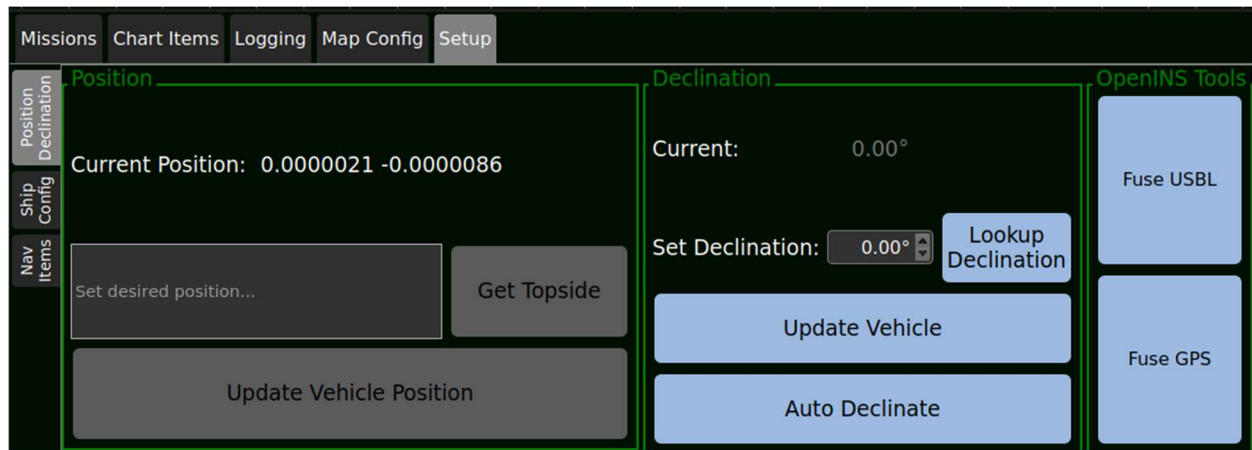 Missions Chart Items Logging Map Config Setup
Position
Declination
Ship
Config
Nav
Items
Position
Current Position: 0.0000021 -0.0000086
Set desired position...
Get Topside
Update Vehicle Position
Declination
Current: 0.00°
Set Declination: 0.00°
Lookup
Declination
Update Vehicle
Auto Declinate
OpenINS Tools
Fuse USBL
Fuse GPS